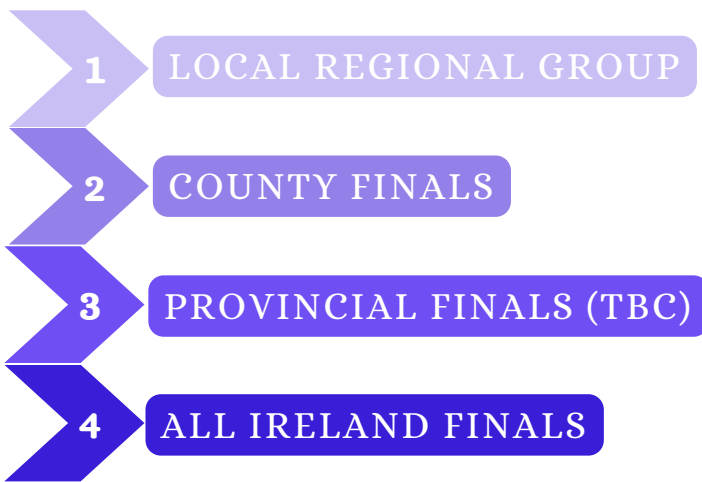 1 LOCAL REGIONAL GROUP
2 COUNTY FINALS
3 PROVINCIAL FINALS (TBC)
4 ALL IRELAND FINALS